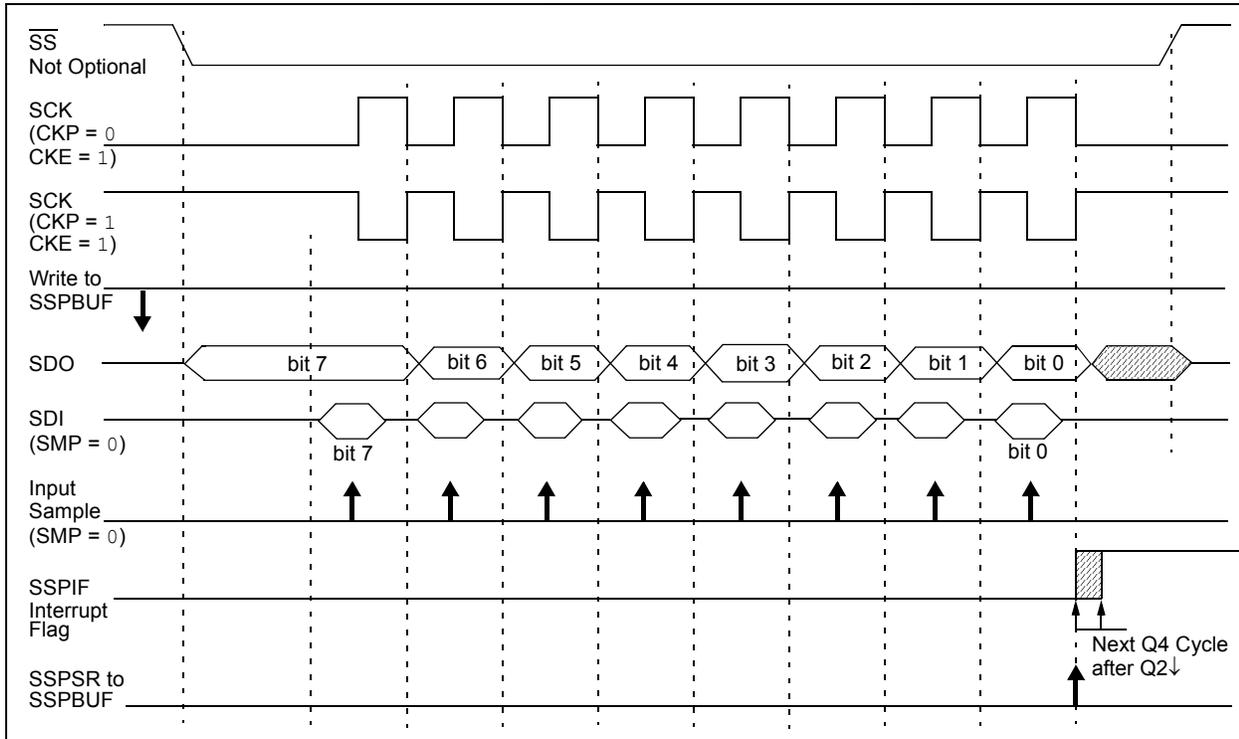 SS
Not Optional
SCK
(CKP = 0
CKE = 1)
SCK
(CKP = 1
CKE = 1)
Write to
SSPBUF
SDO
bit 7 bit 6 bit 5 bit 4 bit 3 bit 2 bit 1 bit 0
SDI
(SMP = 0)
bit 7 bit 0
Input
Sample
(SMP = 0)
SSPIF
Interrupt
Flag
Next Q4 Cycle
after Q2↓
SSPSR to
SSPBUF